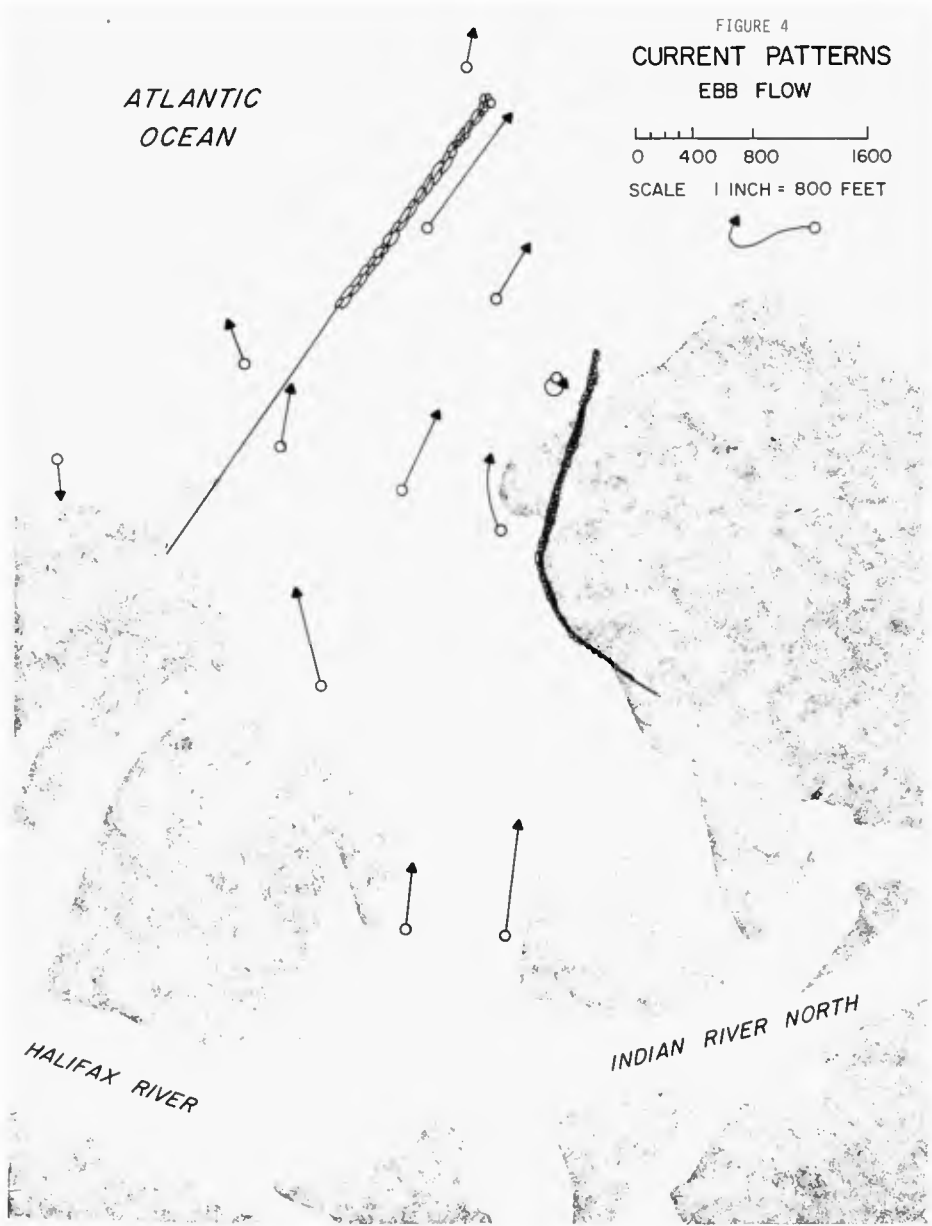 FIGURE 4
CURRENT PATTERNS
EBB FLOW
ATLANTIC
OCEAN
0 400 800 1600
SCALE 1 INCH = 800 FEET
INDIAN RIVER NORTH
HALIFAX RIVER